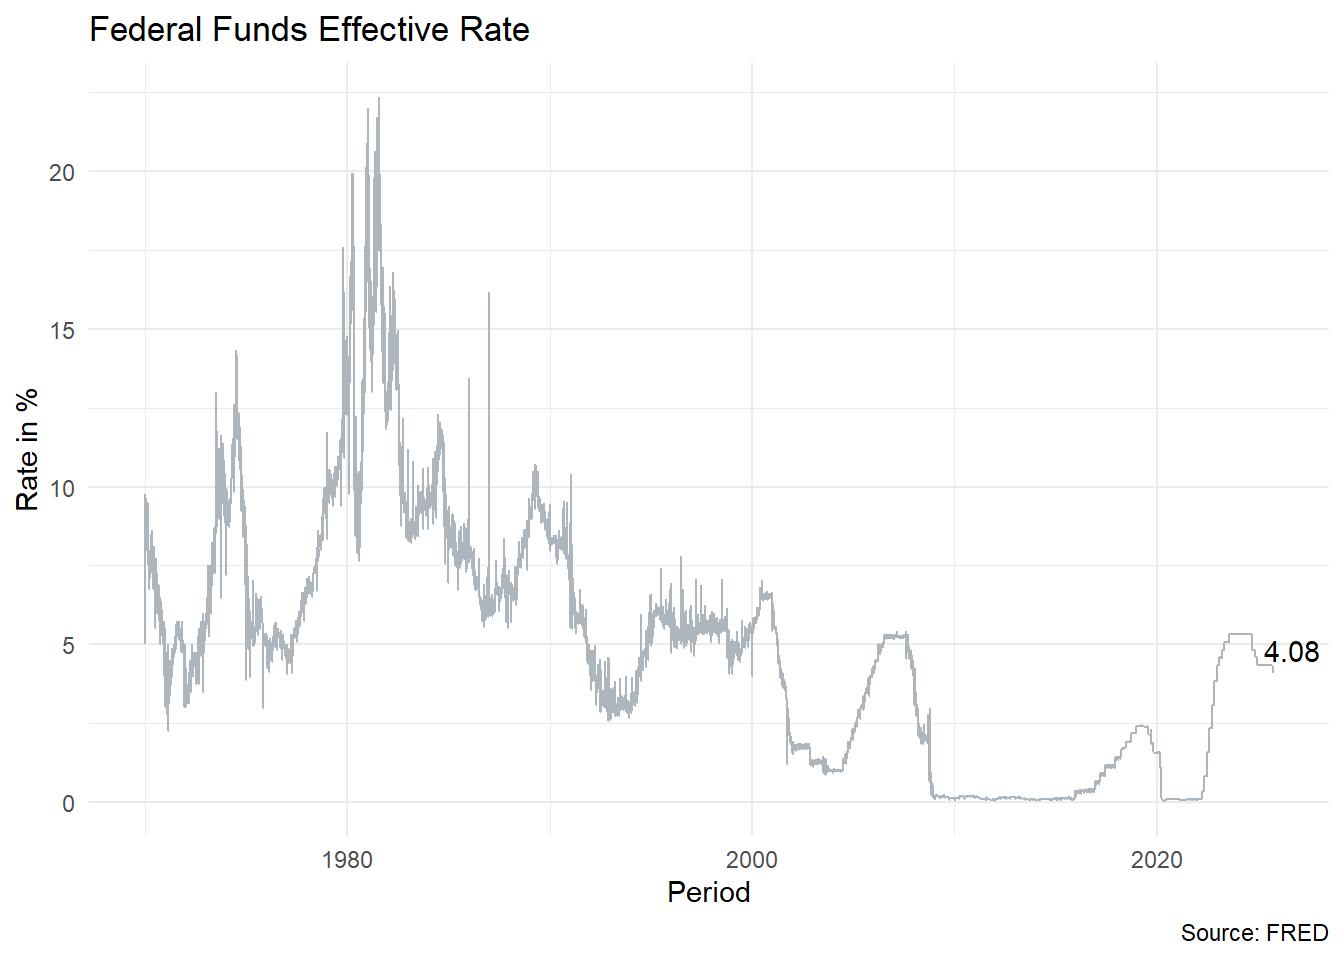 Federal Funds Effective Rate
Rate in %
20
15
10
5
0
4.08
1980
2000
2020
Period
Source: FRED